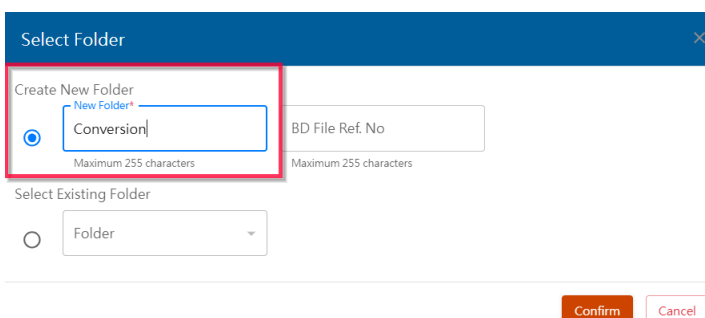 Select Folder
Create New Folder
New Folder*
Conversion
BD File Ref. No
Maximum 255 characters
Maximum 255 characters
Select Existing Folder
Folder
Confirm
Cancel